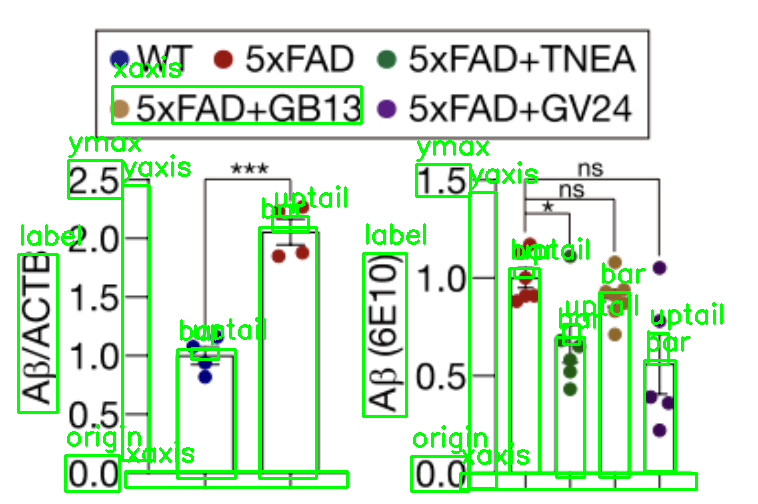 WT 5xFAD 5xFAD+TNEA
xaxis
5xFAD+GB13 5xFAD+GV24
ymax
yaxis
2.5
***
uptail
bar
label
2.0
Aβ/ACTB
1.5
bar
uptail
1.0
0.5
origin
xaxis
0.0
ymax
yaxis
1.5
ns
ns
*
label
bar
uptail
bar
1.0
Aβ (6E10)
uptail
bar
uptail
bar
0.5
origin
xaxis
0.0